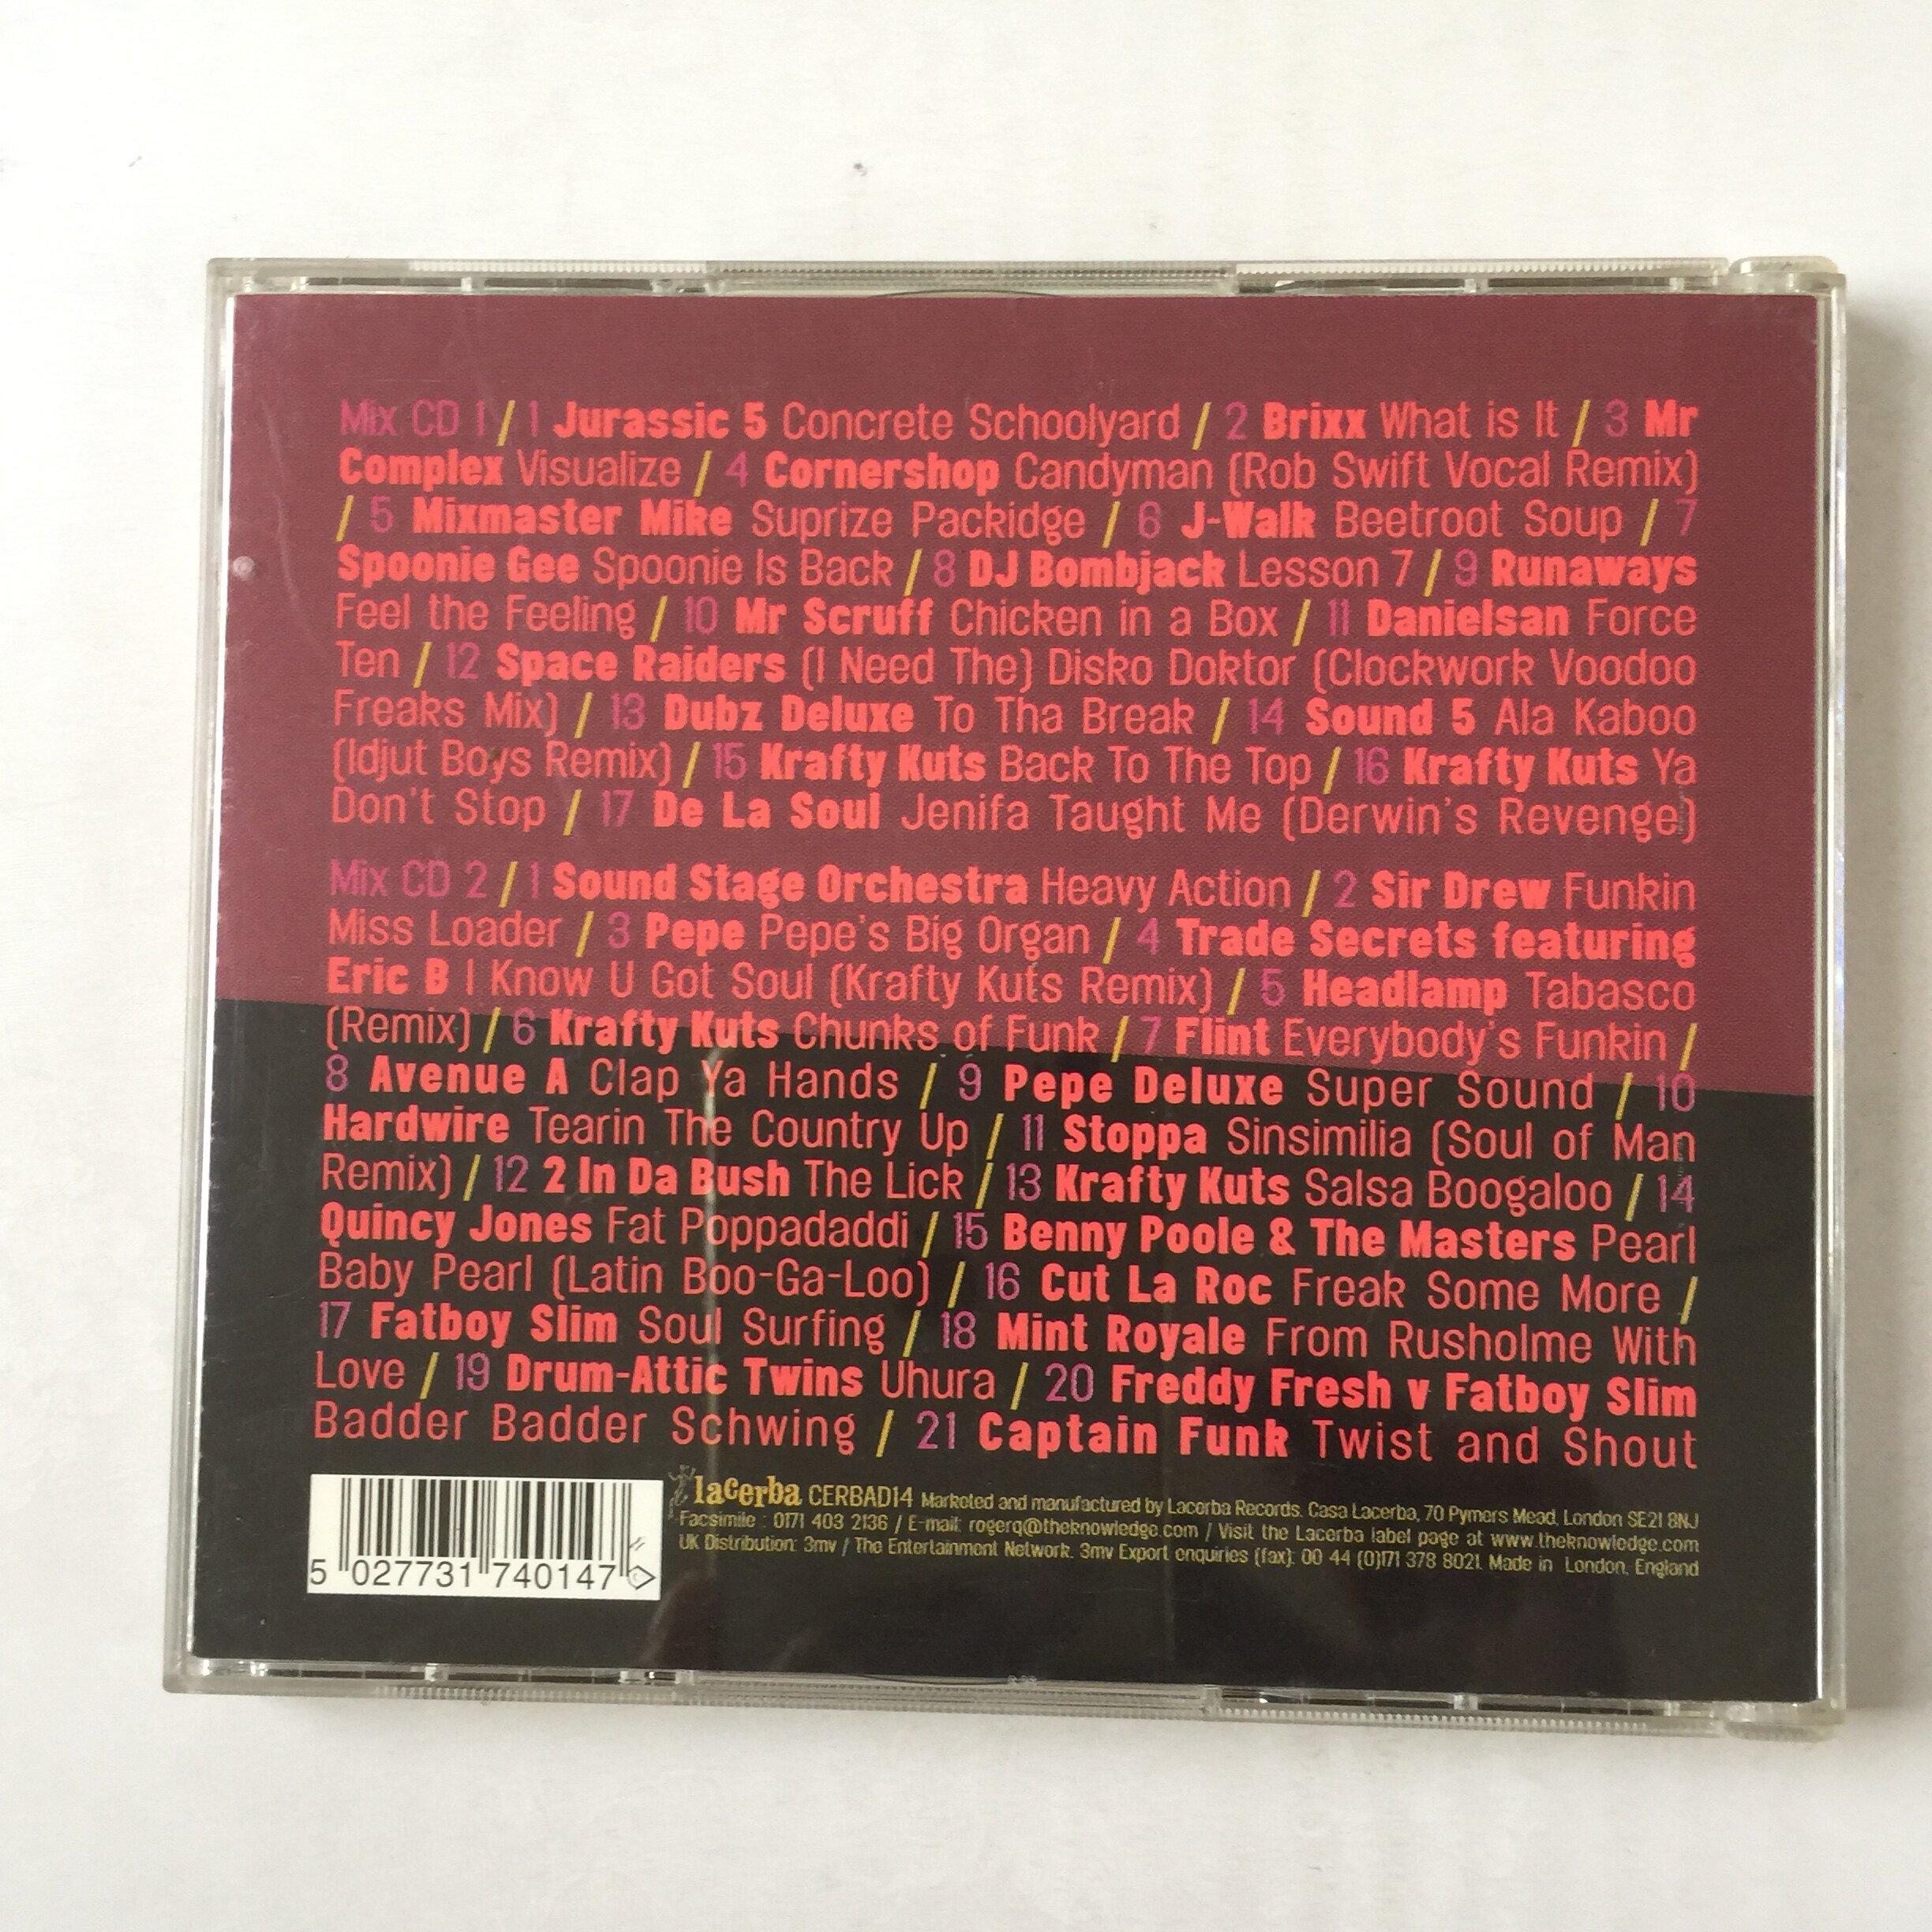 Mix CD 1 / 1 Jurassic 5 Concrete Schoolyard / 2 Brixx What is It / 3 Mr
Complex Visualize / 4 Cornershop Candyman (Rob Swift Vocal Remix)
/ 5 Mixmaster Mike Suprize Packidge / 6 J-Walk Beetroot Soup / 7
Spoonie Gee Spoonie Is Back / 8 DJ Bombjack Lesson 7 / 9 Runaways
Feel the Feeling / 10 Mr Scruff Chicken in a Box / 11 Danielsan Force
Ten / 12 Space Raiders (I Need The) Disko Doktor (Clockwork Voodoo
Freaks Mix) / 13 Dubz Deluxe To Tha Break / 14 Sound 5 Ala Kaboo
(Idjut Boys Remix) / 15 Krafty Kuts Back To The Top / 16 Krafty Kuts Ya
Don't Stop / 17 De La Soul Jenifa Taught Me (Derwin's Revenge)
Mix CD 2 / 1 Sound Stage Orchestra Heavy Action / 2 Sir Drew Funkin
Miss Loader / 3 Pepe Pepe's Big Organ / 4 Trade Secrets featuring
Eric B I Know U Got Soul (Krafty Kuts Remix) / 5 Headlamp Tabasco
(Remix) / 6 Krafty Kuts Chunks of Funk / 7 Flint Everybody's Funkin /
8 Avenue A Clap Ya Hands / 9 Pepe Deluxe Super Sound / 10
Hardwire Tearin The Country Up / 11 Stoppa Sinsimilia (Soul of Man
Remix) / 12 2 In Da Bush The Lick / 13 Krafty Kuts Salsa Boogaloo / 14
Quincy Jones Fat Poppadaddi / 15 Benny Poole & The Masters Pearl
Baby Pearl (Latin Boo-Ga-Loo) / 16 Cut La Roc Freak Some More /
17 Fatboy Slim Soul Surfing / 18 Mint Royale From Rusholme With
Love / 19 Drum-Attic Twins Uhura / 20 Freddy Fresh v Fatboy Slim
Badder Badder Schwing / 21 Captain Funk Twist and Shout
lacerba CERBAD14 Marketed and manufactured by Lacerba Records. Casa Lacerba, 70 Pymers Mead, London SE21 8NJ
Facsimile : 0171 403 2136 / E-mail: rogerq@theknowledge.com / Visit the Lacerba label page at www.theknowledge.com
UK Distribution: 3mv / The Entertainment Network. 3mv Export enquiries (fax): 00 44 (0)171 378 8021. Made in London, England
5 027731 740147